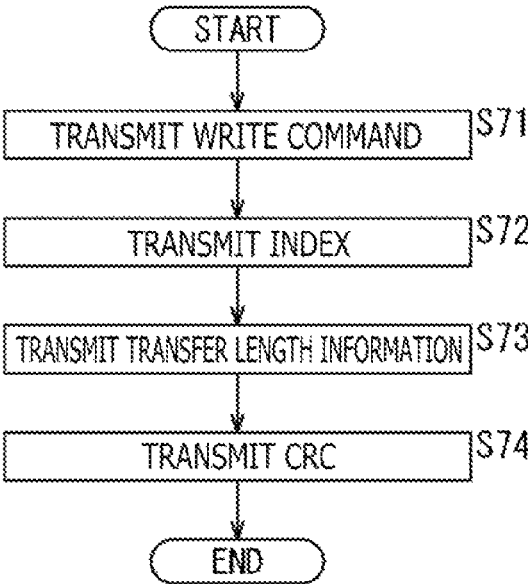 START
TRANSMIT WRITE COMMAND S71
TRANSMIT INDEX S72
TRANSMIT TRANSFER LENGTH INFORMATION S73
TRANSMIT CRC S74
END